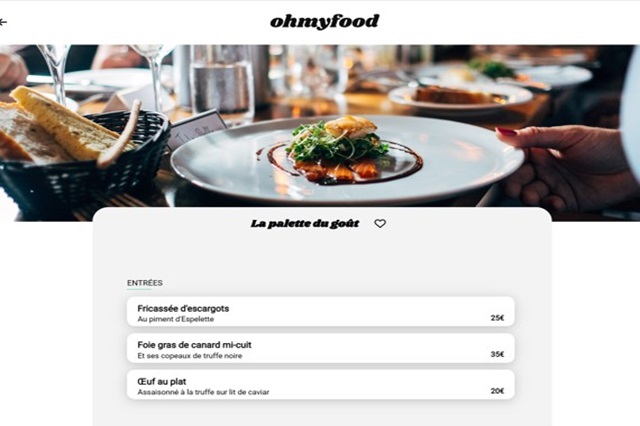 ohmyfood
La palette du goût
ENTRÉES
Fricassée d'escargots
Au piment d'Espelette
25€
Foie gras de canard mi-cuit
Et ses copeaux de truffe noire
35€
Œuf au plat
Assaisonné à la truffe sur lit de caviar
20€